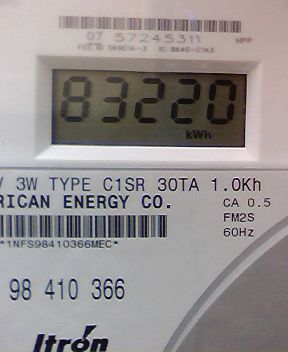 07 57245311 NPP
83220
kWh
V 3W TYPE C1SR 30TA 1.0Kh
RICAN ENERGY CO. CA 0.5
FM2S
*1NFS98410366MEC* 60Hz
98 410 366
Itron